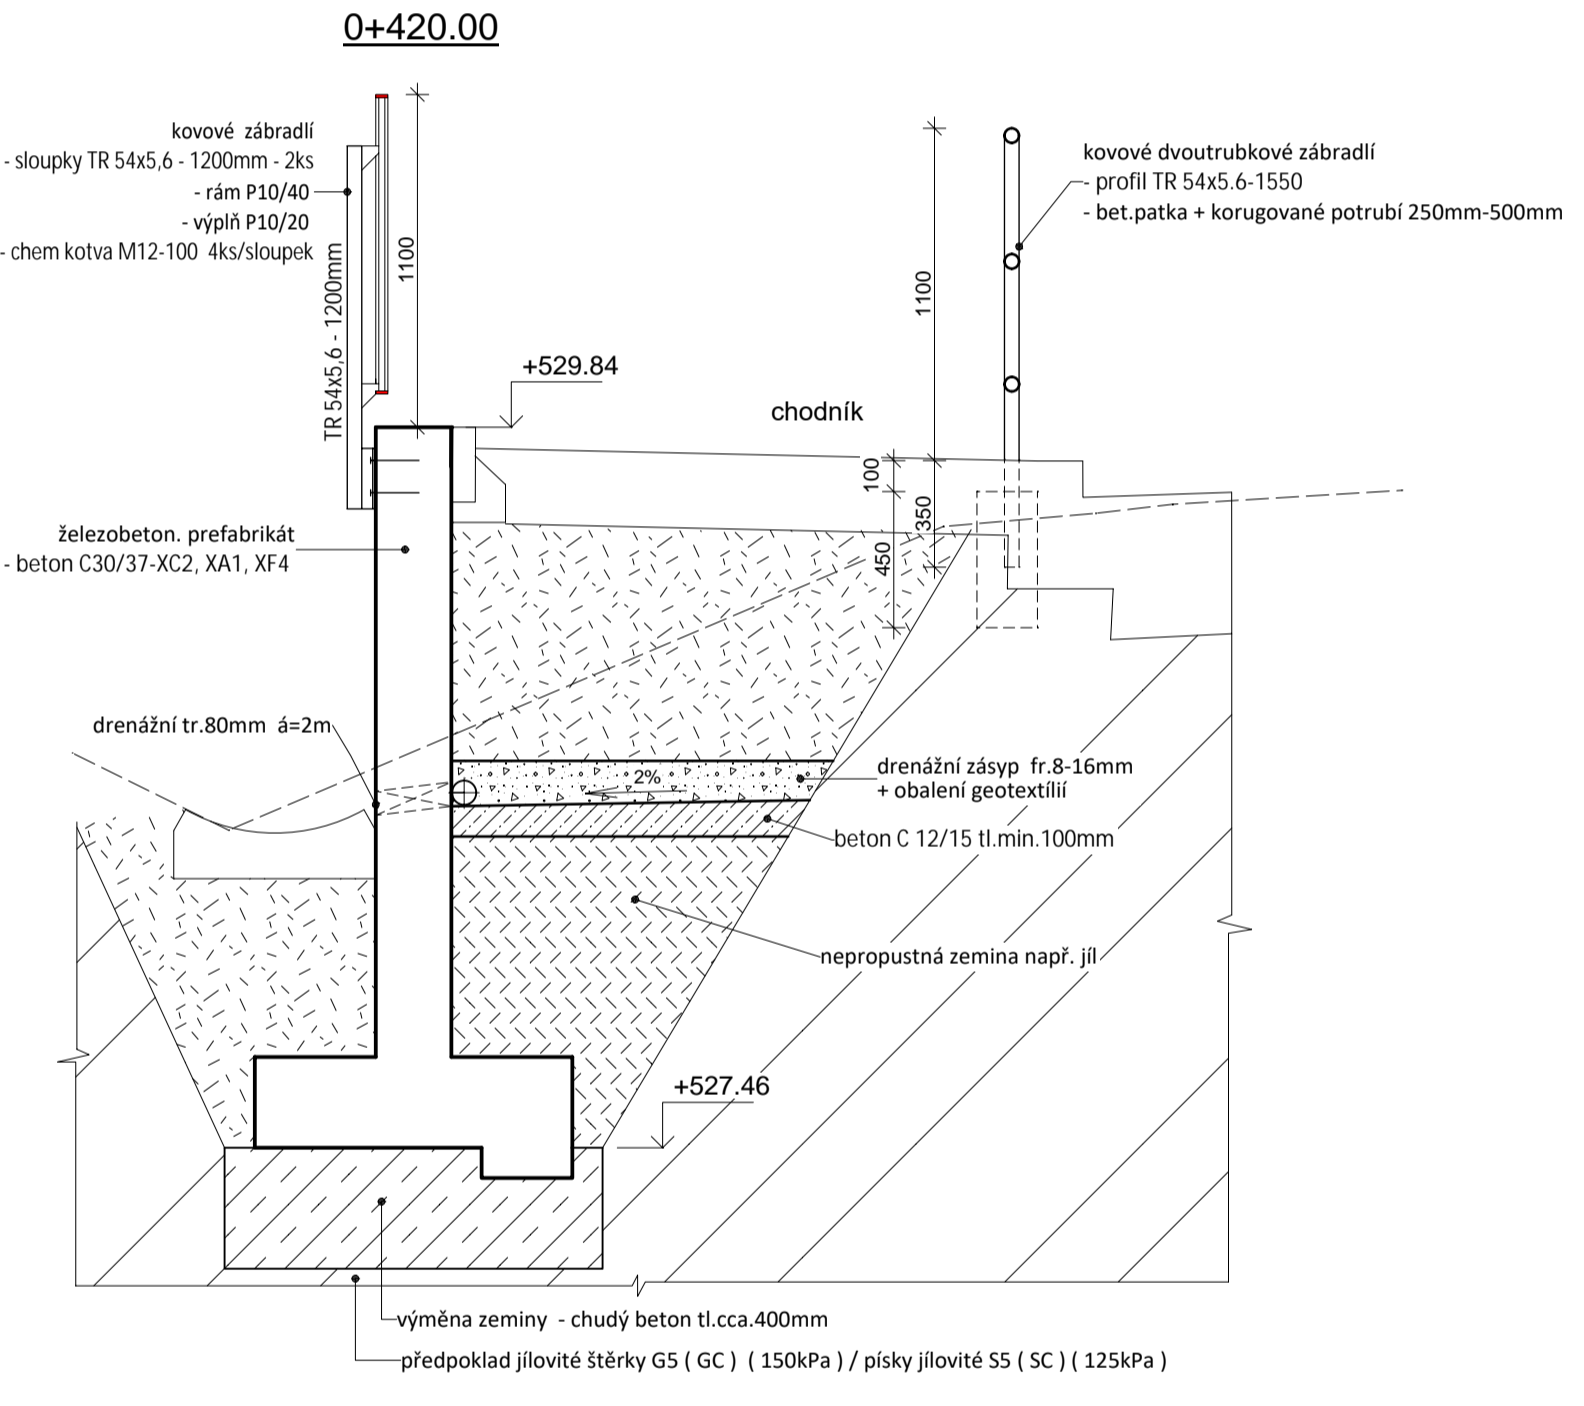 0+420.00
kovové zábradlí
- sloupky TR 54x5,6 - 1200mm - 2ks
- rám P10/40
- výplň P10/20
- chem kotva M12-100 4ks/sloupek
TR 54x5,6 - 1200mm
1100
kovové dvoutrubkové zábradlí
- profil TR 54x5.6-1550
- bet.patka + korugované potrubí 250mm-500mm
1100
+529.84
chodník
100
350
450
železobeton. prefabrikát
- beton C30/37-XC2, XA1, XF4
drenážní tr.80mm á=2m
2%
drenážní zásyp fr.8-16mm
+ obalení geotextílií
beton C 12/15 tl.min.100mm
nepropustná zemina např. jíl
+527.46
výměna zeminy - chudý beton tl.cca.400mm
předpoklad jílovité štěrky G5 ( GC ) ( 150kPa ) / písky jílovité S5 ( SC ) ( 125kPa )